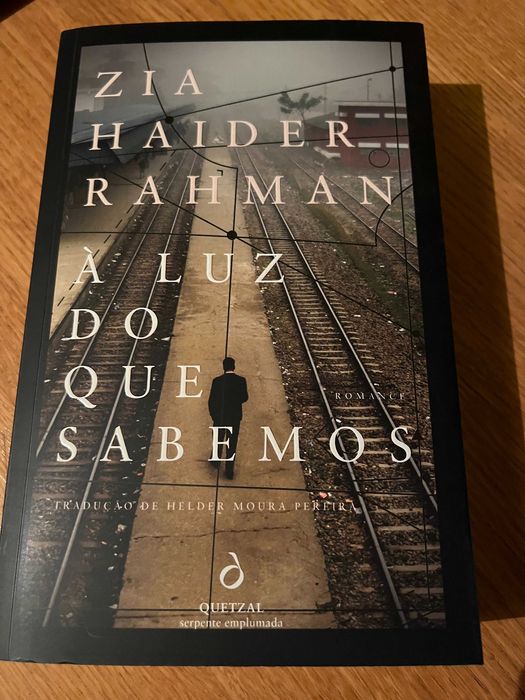 ZIA
HAIDER
RAHMAN
À LUZ
DO
QUE
SABEMOS
ROMANCE
TRADUÇÃO DE HELDER MOURA PEREIRA
QUETZAL
serpente emplumada